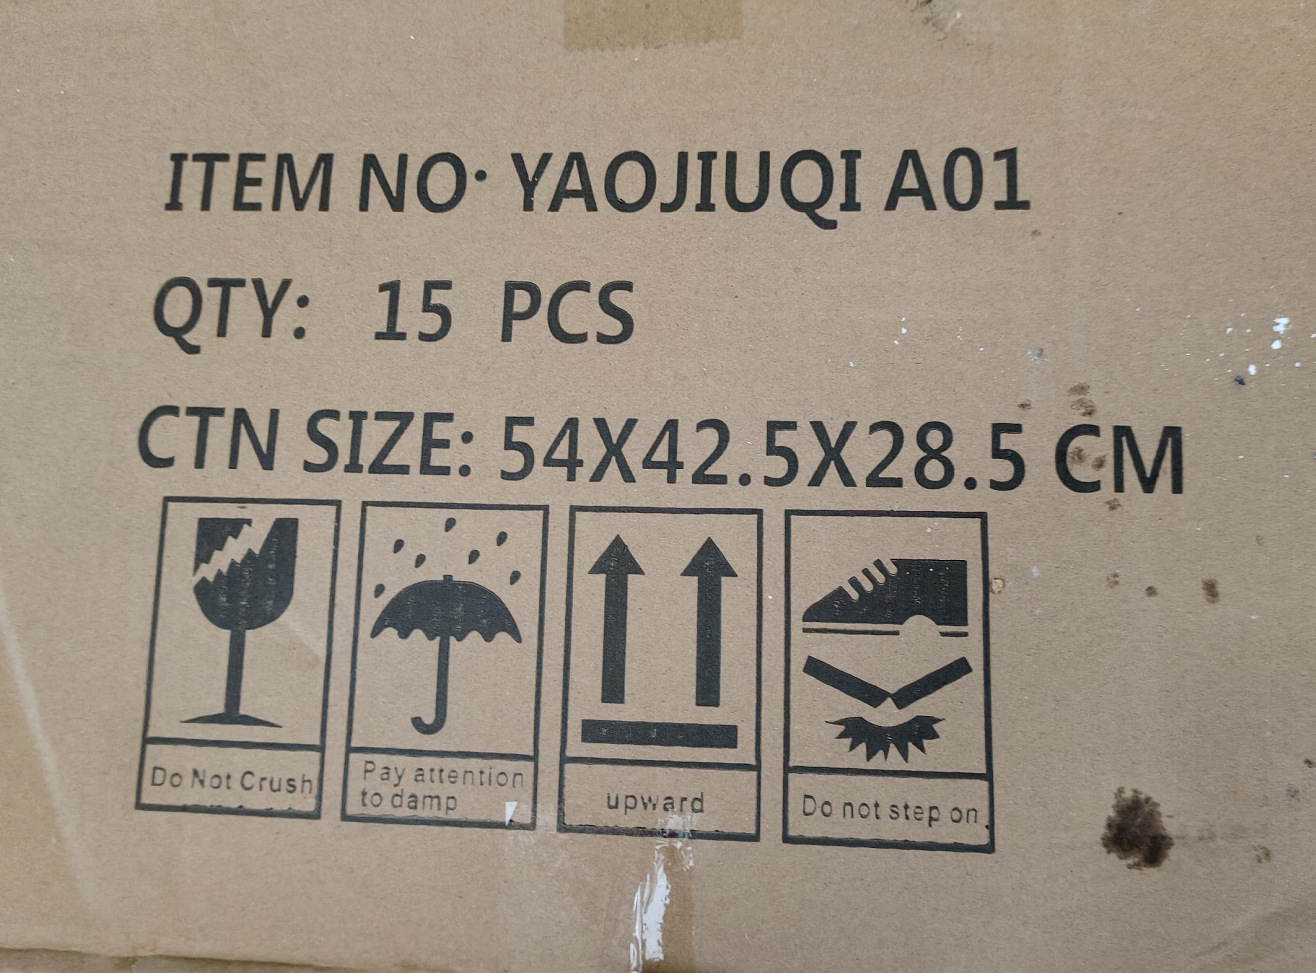 ITEM NO. YAOJIUQI A01
QTY: 15 PCS
CTN SIZE: 54X42.5X28.5 CM
Do Not Crush
Pay attention
to damp
upward
Do not step on.